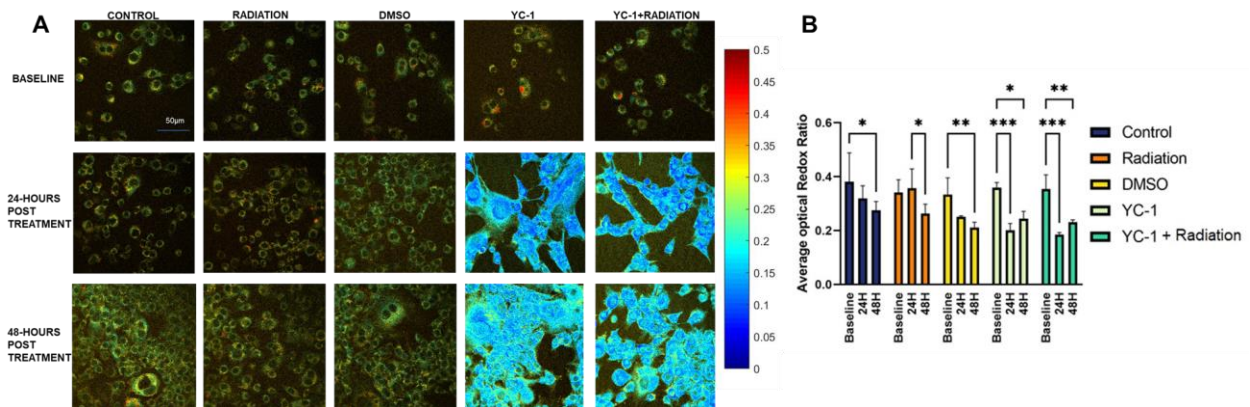 A
CONTROL RADIATION DMSO YC-1 YC-1+RADIATION
BASELINE
50µm
24-HOURS
POST
TREATMENT
48-HOURS
POST
TREATMENT
0.5
0.45
0.4
0.35
0.3
0.25
0.2
0.15
0.1
0.05
0
B
Average optical Redox Ratio
0.6
0.4
0.2
0.0
* * ** *** * *** **
Baseline 24H 48H Baseline 24H 48H Baseline 24H 48H Baseline 24H 48H Baseline 24H 48H
Control
Radiation
DMSO
YC-1
YC-1 + Radiation